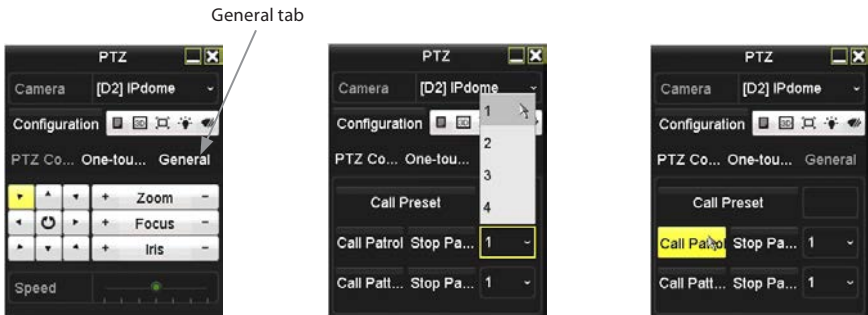 General tab
PTZ
Camera [D2] IPdome
Configuration
PTZ Co... One-tou... General
+ Zoom -
+ Focus -
+ Iris -
Speed
PTZ
Camera [D2] IPdome
Configuration
1
2
3
4
PTZ Co... One-tou...
Call Preset
Call Patrol Stop Pa... 1
Call Patt... Stop Pa... 1
PTZ
Camera [D2] IPdome
Configuration
PTZ Co... One-tou... General
Call Preset
Call Patrol Stop Pa... 1
Call Patt... Stop Pa... 1